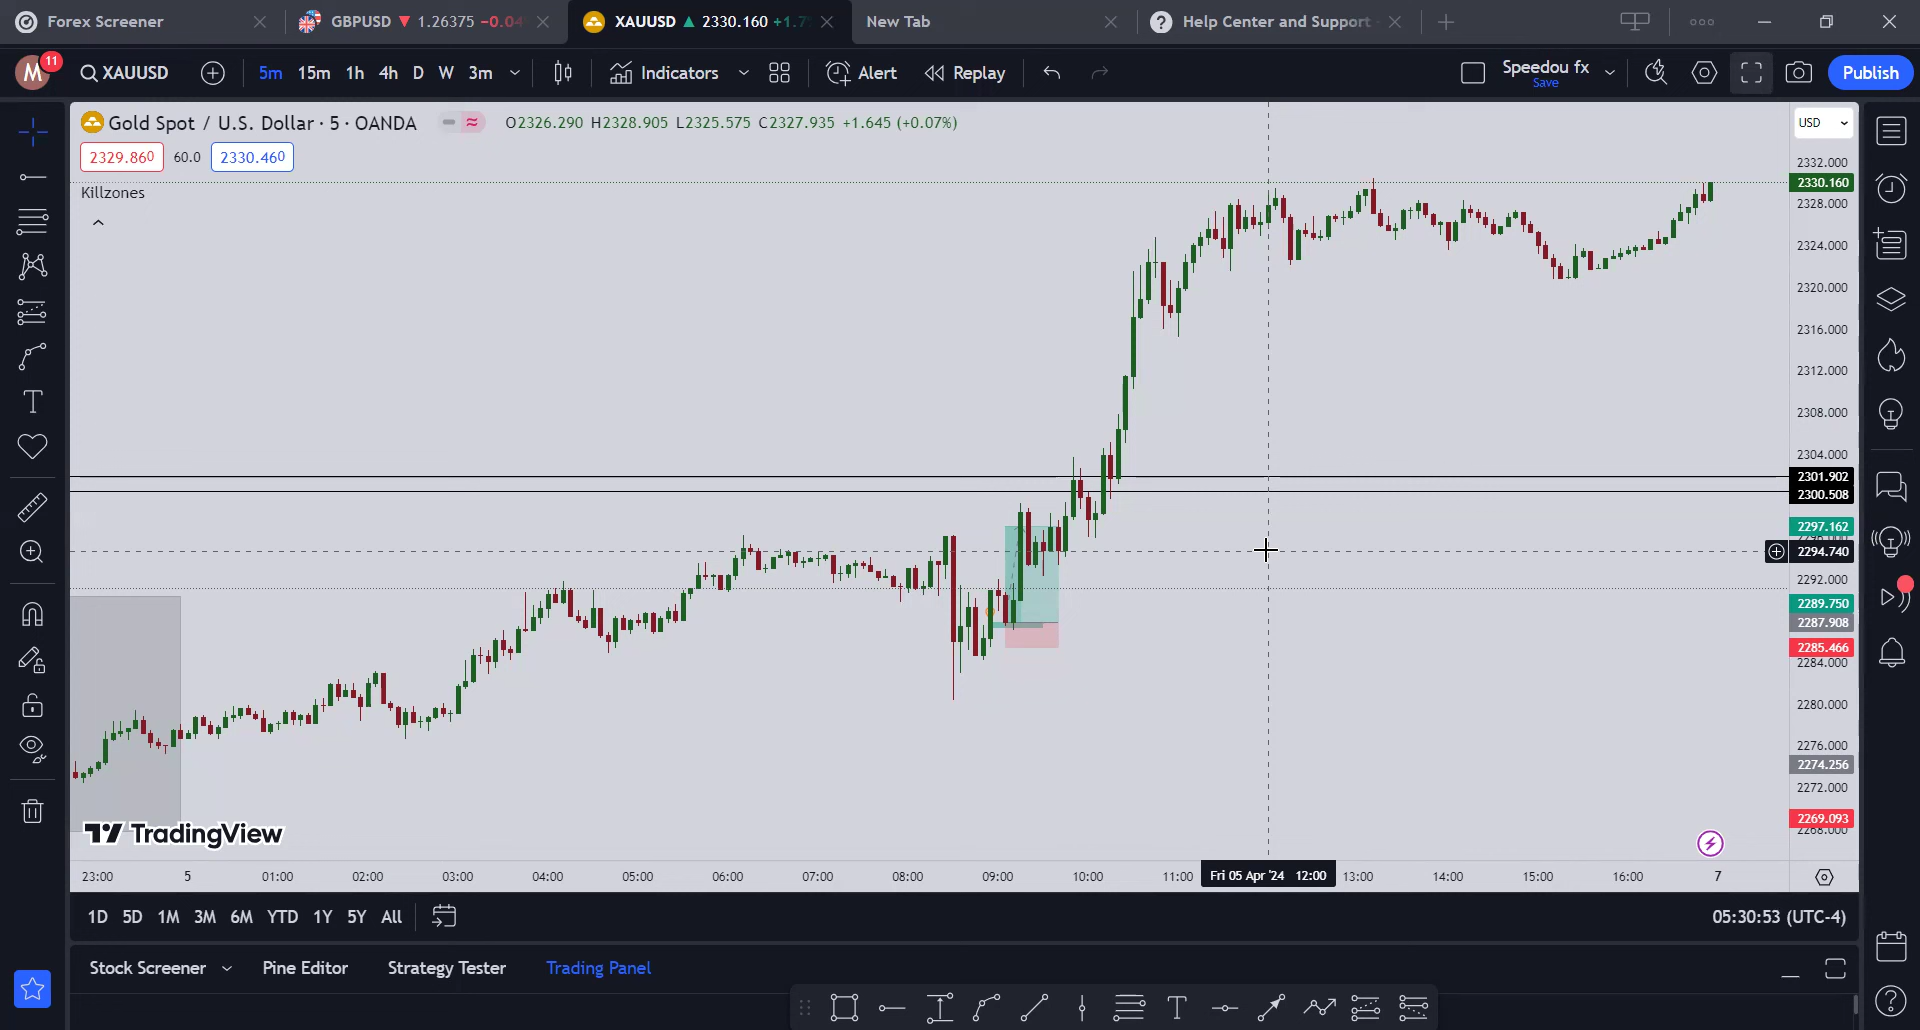 Forex Screener
GBPUSD ▼ 1.26375 −0.04
XAUUSD ▲ 2330.160 +1.7
New Tab
Help Center and Support
M
11
XAUUSD
5m 15m 1h 4h D W 3m
Indicators
Alert
Replay
Speedou fx
Save
Publish
Gold Spot / U.S. Dollar · 5 · OANDA
O2326.290 H2328.905 L2325.575 C2327.935 +1.645 (+0.07%)
2329.860
60.0
2330.460
Killzones
USD
2332.000
2330.160
2328.000
2324.000
2320.000
2316.000
2312.000
2308.000
2304.000
2301.902
2300.508
2297.162
2294.740
2292.000
2289.750
2287.908
2285.466
2284.000
2280.000
2276.000
2274.256
2272.000
2269.093
2268.000
TradingView
23:00 5 01:00 02:00 03:00 04:00 05:00 06:00 07:00 08:00 09:00 10:00 11:00 Fri 05 Apr '24 12:00 13:00 14:00 15:00 16:00 7
1D 5D 1M 3M 6M YTD 1Y 5Y All
05:30:53 (UTC-4)
Stock Screener
Pine Editor
Strategy Tester
Trading Panel